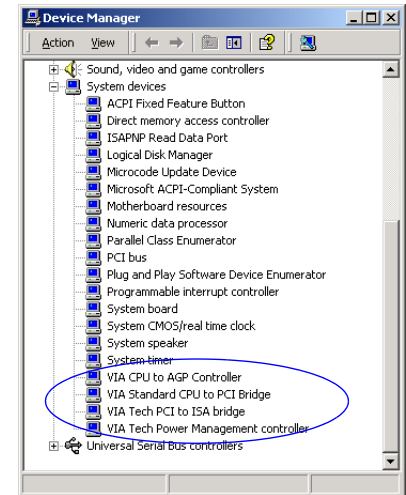 Device Manager
Action View
Sound, video and game controllers
System devices
ACPI Fixed Feature Button
Direct memory access controller
ISAPNP Read Data Port
Logical Disk Manager
Microcode Update Device
Microsoft ACPI-Compliant System
Motherboard resources
Numeric data processor
Parallel Class Enumerator
PCI bus
Plug and Play Software Device Enumerator
Programmable interrupt controller
System board
System CMOS/real time clock
System speaker
System timer
VIA CPU to AGP Controller
VIA Standard CPU to PCI Bridge
VIA Tech PCI to ISA bridge
VIA Tech Power Management controller
Universal Serial Bus controllers